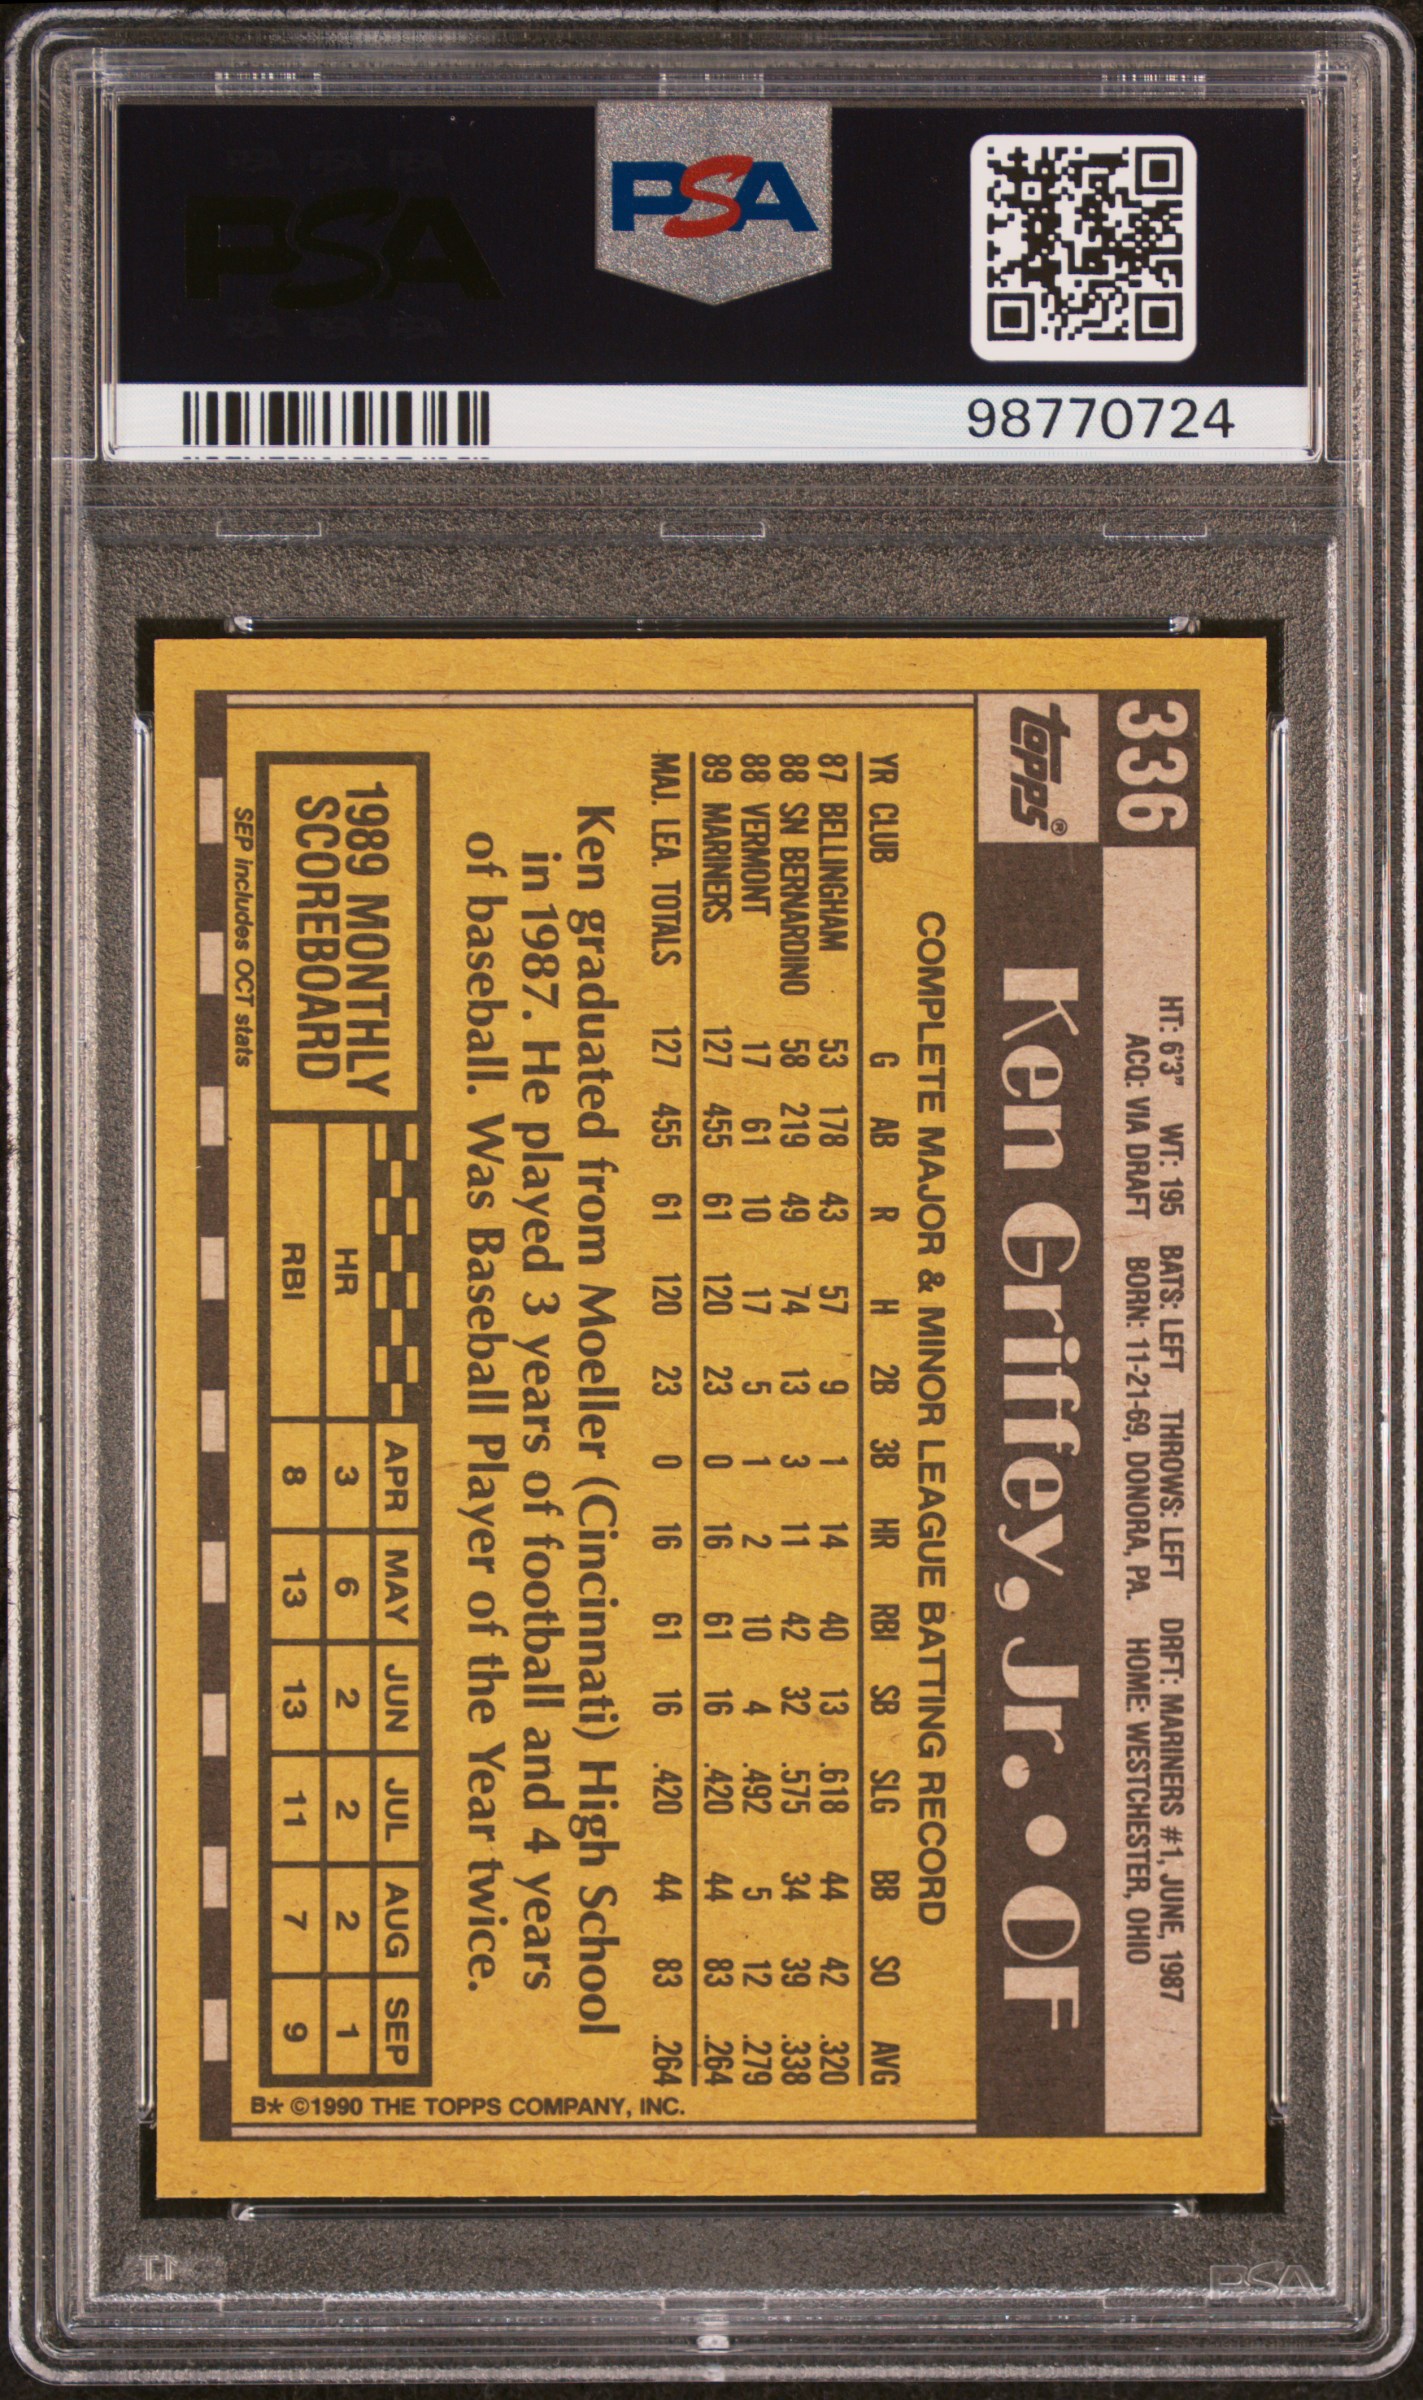 PSA
PSA
98770724
336
topps®
HT: 6'3" WT: 195 BATS: LEFT THROWS: LEFT DRFT: MARINERS #1, JUNE, 1987
ACQ: VIA DRAFT BORN: 11-21-69, DONORA, PA. HOME: WESTCHESTER, OHIO
Ken Griffey, Jr. • OF
COMPLETE MAJOR & MINOR LEAGUE BATTING RECORD
YR CLUB G AB R H 2B 3B HR RBI SB SLG BB SO AVG
87 BELLINGHAM 53 178 43 57 9 1 14 40 13 .618 44 42 .320
88 SN BERNARDINO 58 219 49 74 13 3 11 42 32 .575 34 39 .338
88 VERMONT 17 61 10 17 5 1 2 10 4 .492 5 12 .279
89 MARINERS 127 455 61 120 23 0 16 61 16 .420 44 83 .264
MAJ. LEA. TOTALS 127 455 61 120 23 0 16 61 16 .420 44 83 .264
Ken graduated from Moeller (Cincinnati) High School
in 1987. He played 3 years of football and 4 years
of baseball. Was Baseball Player of the Year twice.
1989 MONTHLY
SCOREBOARD
APR MAY JUN JUL AUG SEP
HR 3 6 2 2 2 1
RBI 8 13 13 11 7 9
SEP includes OCT stats
B* ©1990 THE TOPPS COMPANY, INC.
PSA